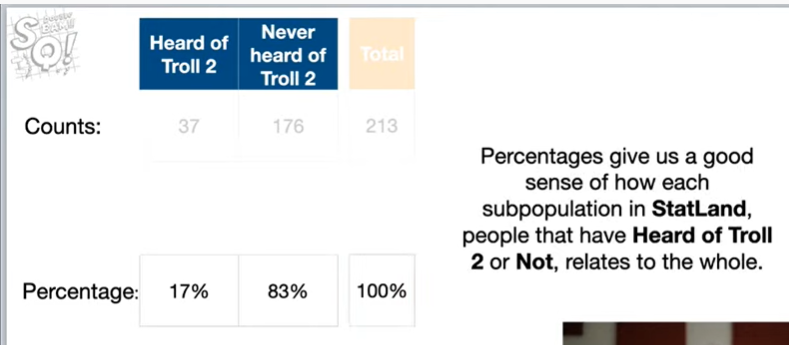 Heard of
Troll 2
Never
heard of
Troll 2
Total
Counts: 37 176 213
Percentages give us a good
sense of how each
subpopulation in StatLand,
people that have Heard of Troll
2 or Not, relates to the whole.
Percentage: 17% 83% 100%